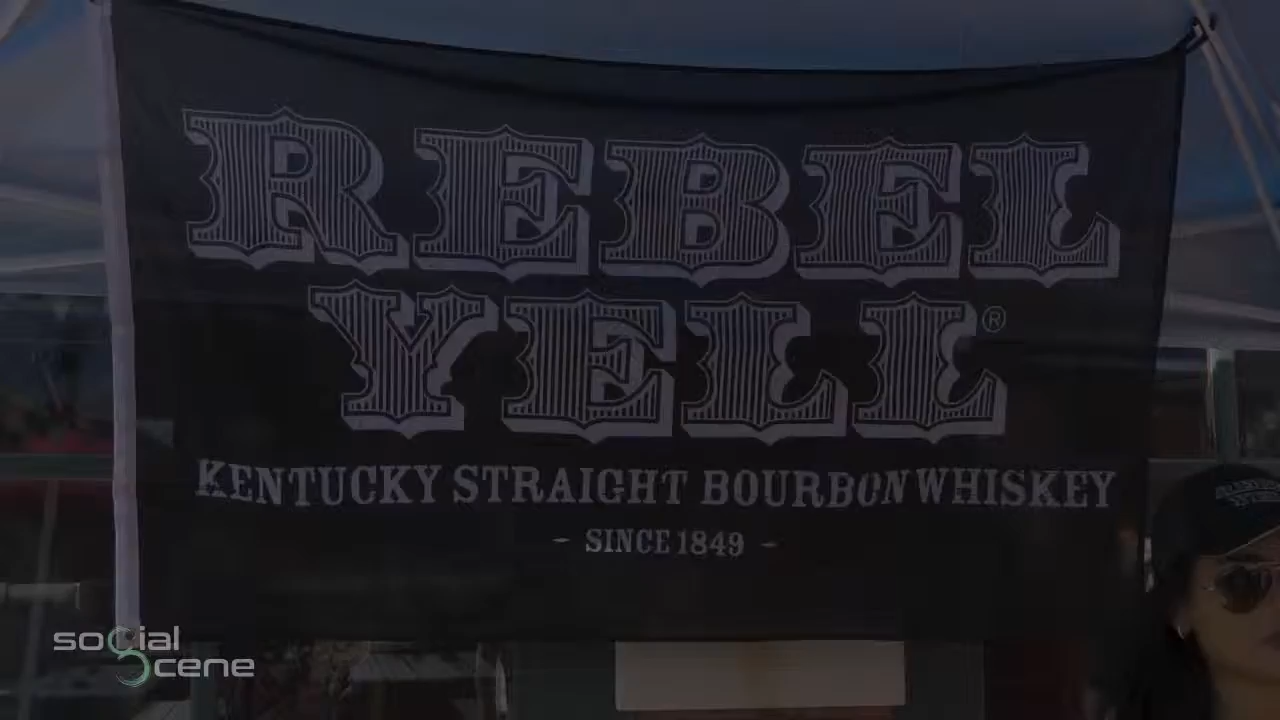 REBEL
YELL®
KENTUCKY STRAIGHT BOURBON WHISKEY
- SINCE 1849 -
social
scene